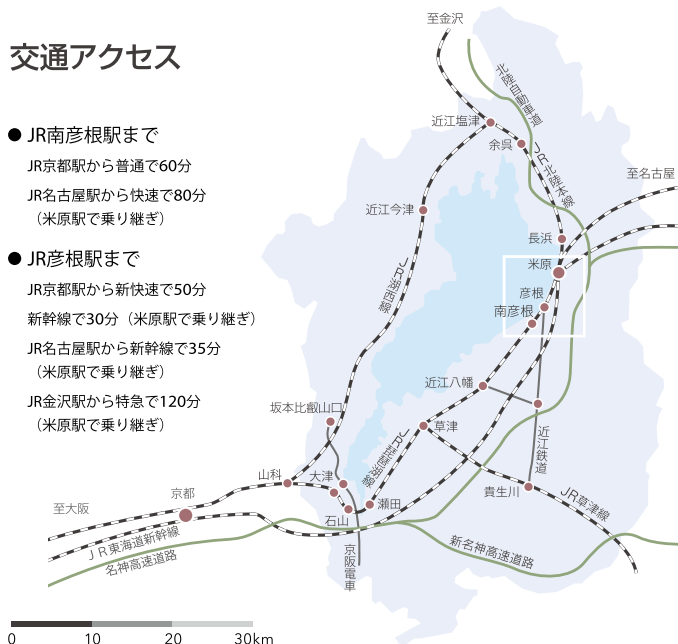 交通アクセス
● JR南彦根駅まで
JR京都駅から普通で60分
JR名古屋駅から快速で80分
（米原駅で乗り継ぎ）
● JR彦根駅まで
JR京都駅から新快速で50分
新幹線で30分（米原駅で乗り継ぎ）
JR名古屋駅から新幹線で35分
（米原駅で乗り継ぎ）
JR金沢駅から特急で120分
（米原駅で乗り継ぎ）
至金沢
北陸自動車道
近江塩津
余呉
JR北陸本線
至名古屋
近江今津
長浜
米原
JR湖西線
彦根
南彦根
近江八幡
坂本比叡山口
草津
JR琵琶湖線
近江鉄道
山科
大津
貴生川
京都
瀬田
JR草津線
至大阪
石山
JR東海道新幹線
名神高速道路
京阪電車
新名神高速道路
0 10 20 30km